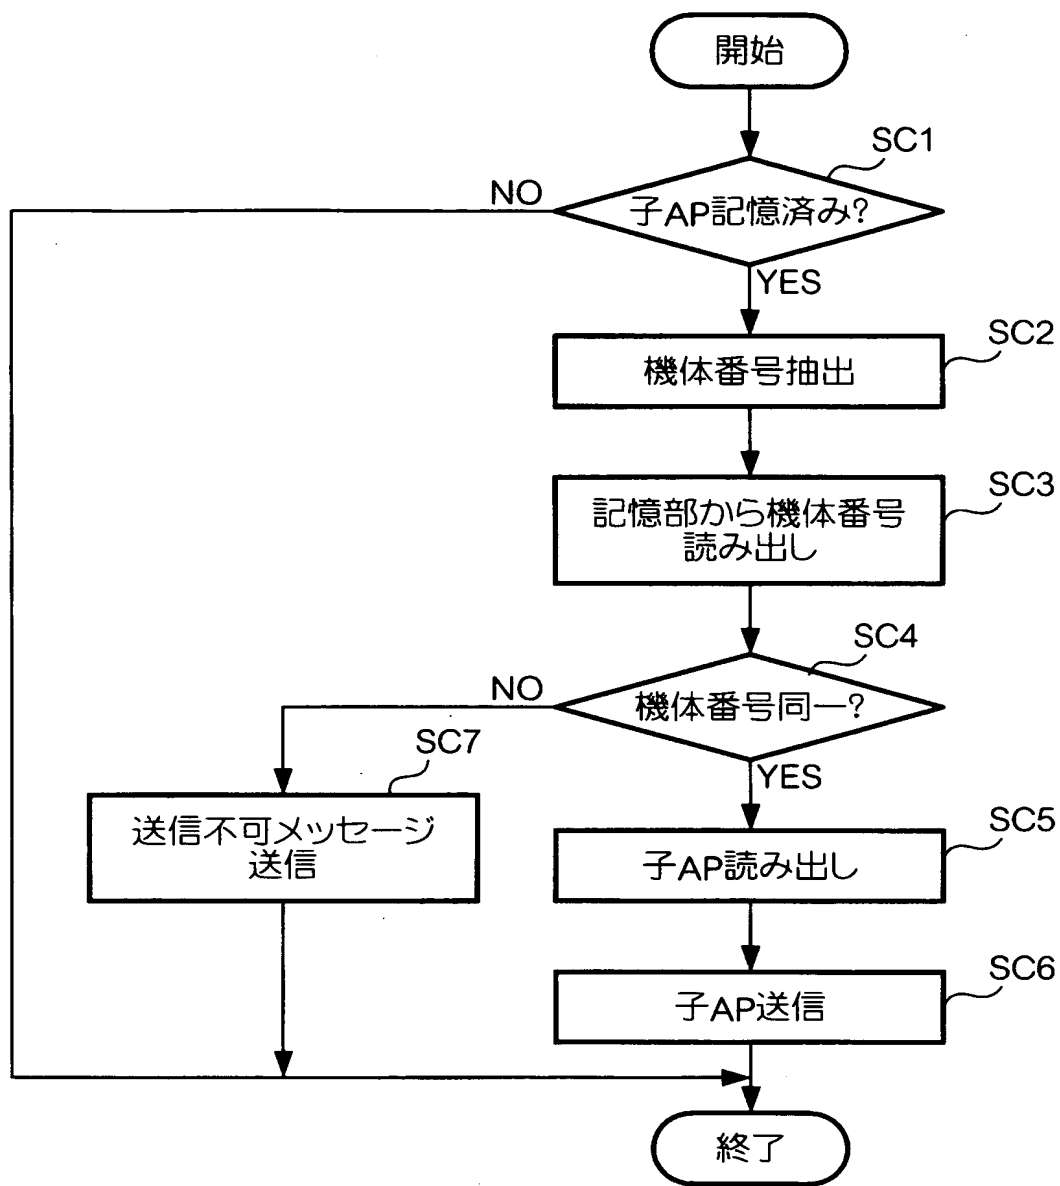 開始
SC1
NO
子AP記憶済み?
YES
SC2
機体番号抽出
SC3
記憶部から機体番号
読み出し
SC4
NO
機体番号同一?
YES
SC7
送信不可メッセージ
送信
SC5
子AP読み出し
SC6
子AP送信
終了